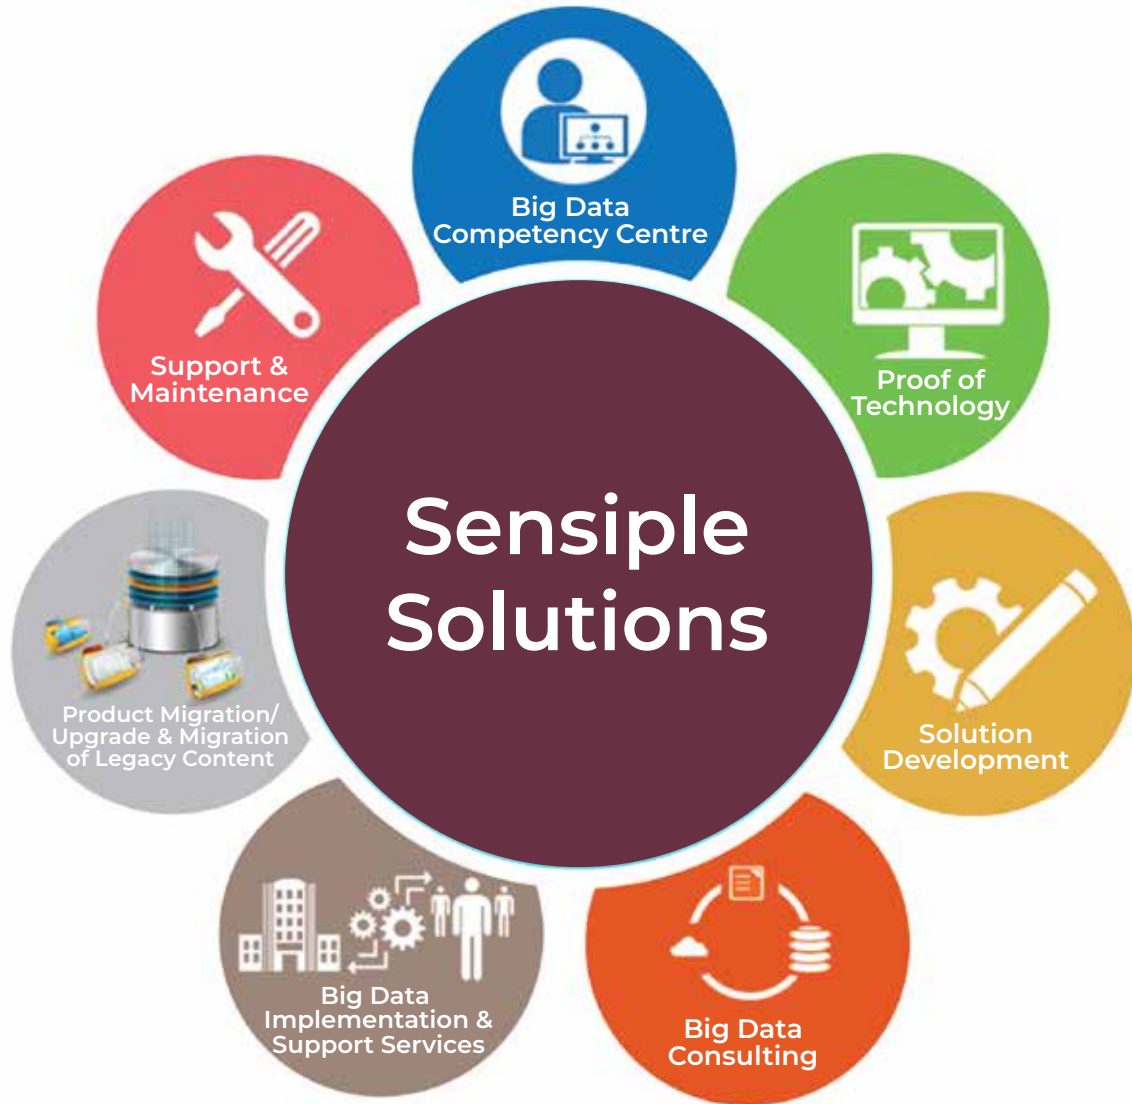 Big Data
Competency Centre
Proof of
Technology
Solution
Development
Big Data
Consulting
Big Data
Implementation &
Support Services
Product Migration/
Upgrade & Migration
of Legacy Content
Support &
Maintenance
Sensiple
Solutions